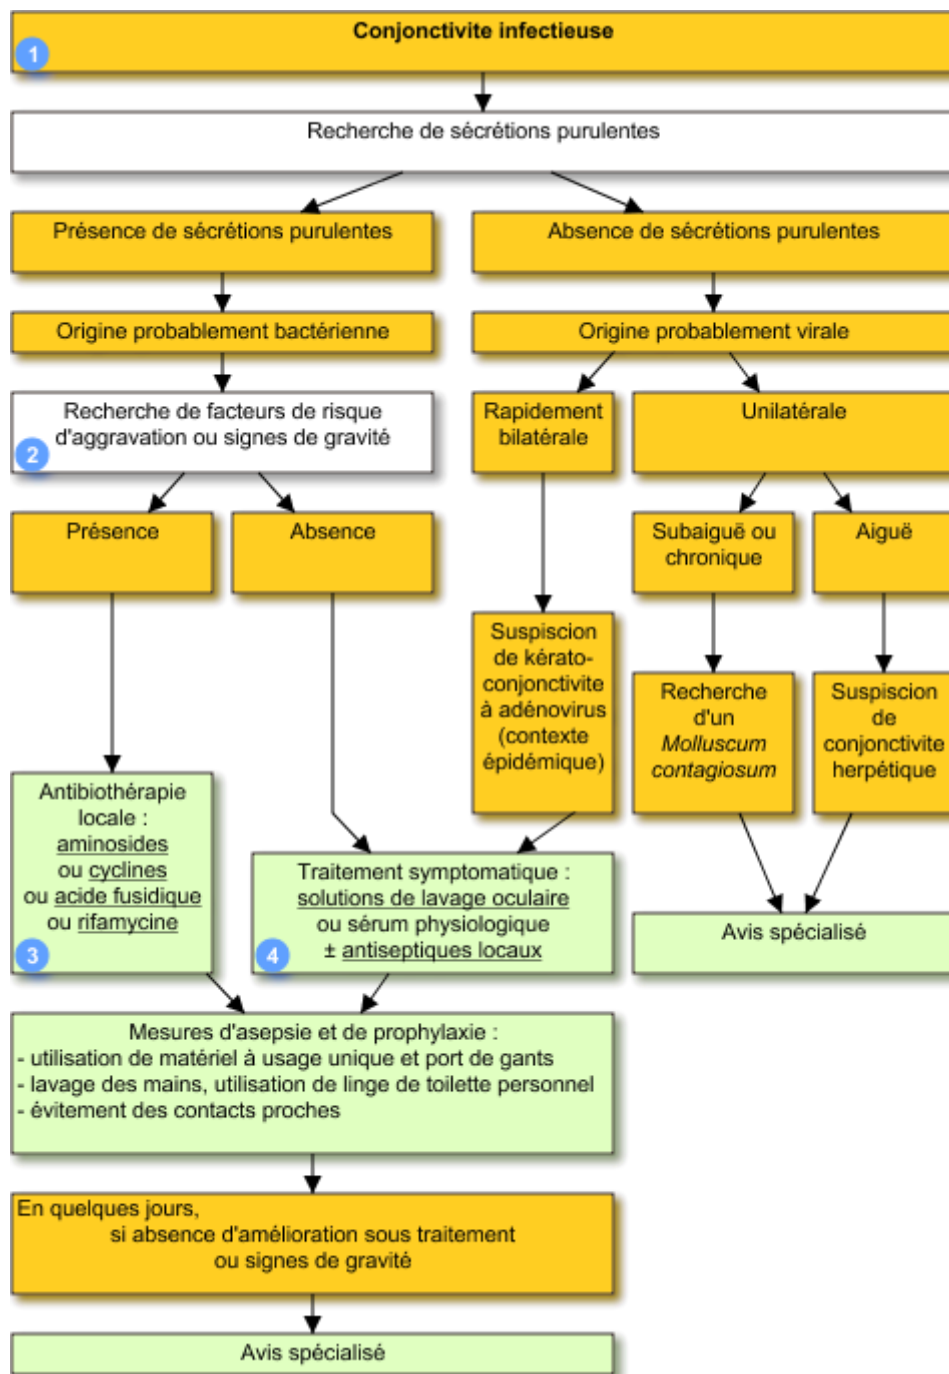 Conjonctivite infectieuse
1
Recherche de sécrétions purulentes
Présence de sécrétions purulentes
Absence de sécrétions purulentes
Origine probablement bactérienne
Origine probablement virale
Recherche de facteurs de risque
d'aggravation ou signes de gravité
2
Rapidement
bilatérale
Unilatérale
Présence
Absence
Subaiguë ou
chronique
Aiguë
Suspiscion
de kérato-
conjonctivite
à adénovirus
(contexte
épidémique)
Recherche
d'un
Molluscum
contagiosum
Suspiscion
de
conjonctivite
herpétique
Antibiothérapie
locale :
aminosides
ou cyclines
ou acide fusidique
ou rifamycine
3
Traitement symptomatique :
solutions de lavage oculaire
ou sérum physiologique
± antiseptiques locaux
4
Avis spécialisé
Mesures d'asepsie et de prophylaxie :
- utilisation de matériel à usage unique et port de gants
- lavage des mains, utilisation de linge de toilette personnel
- évitement des contacts proches
En quelques jours,
si absence d'amélioration sous traitement
ou signes de gravité
Avis spécialisé